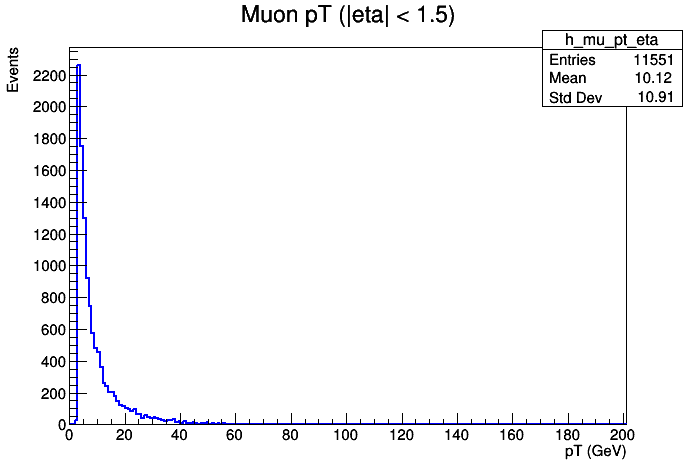 Muon pT (|eta| < 1.5)
h_mu_pt_eta
Entries 11551
Mean 10.12
Std Dev 10.91
Events
2200
2000
1800
1600
1400
1200
1000
800
600
400
200
0
0 20 40 60 80 100 120 140 160 180 200
pT (GeV)